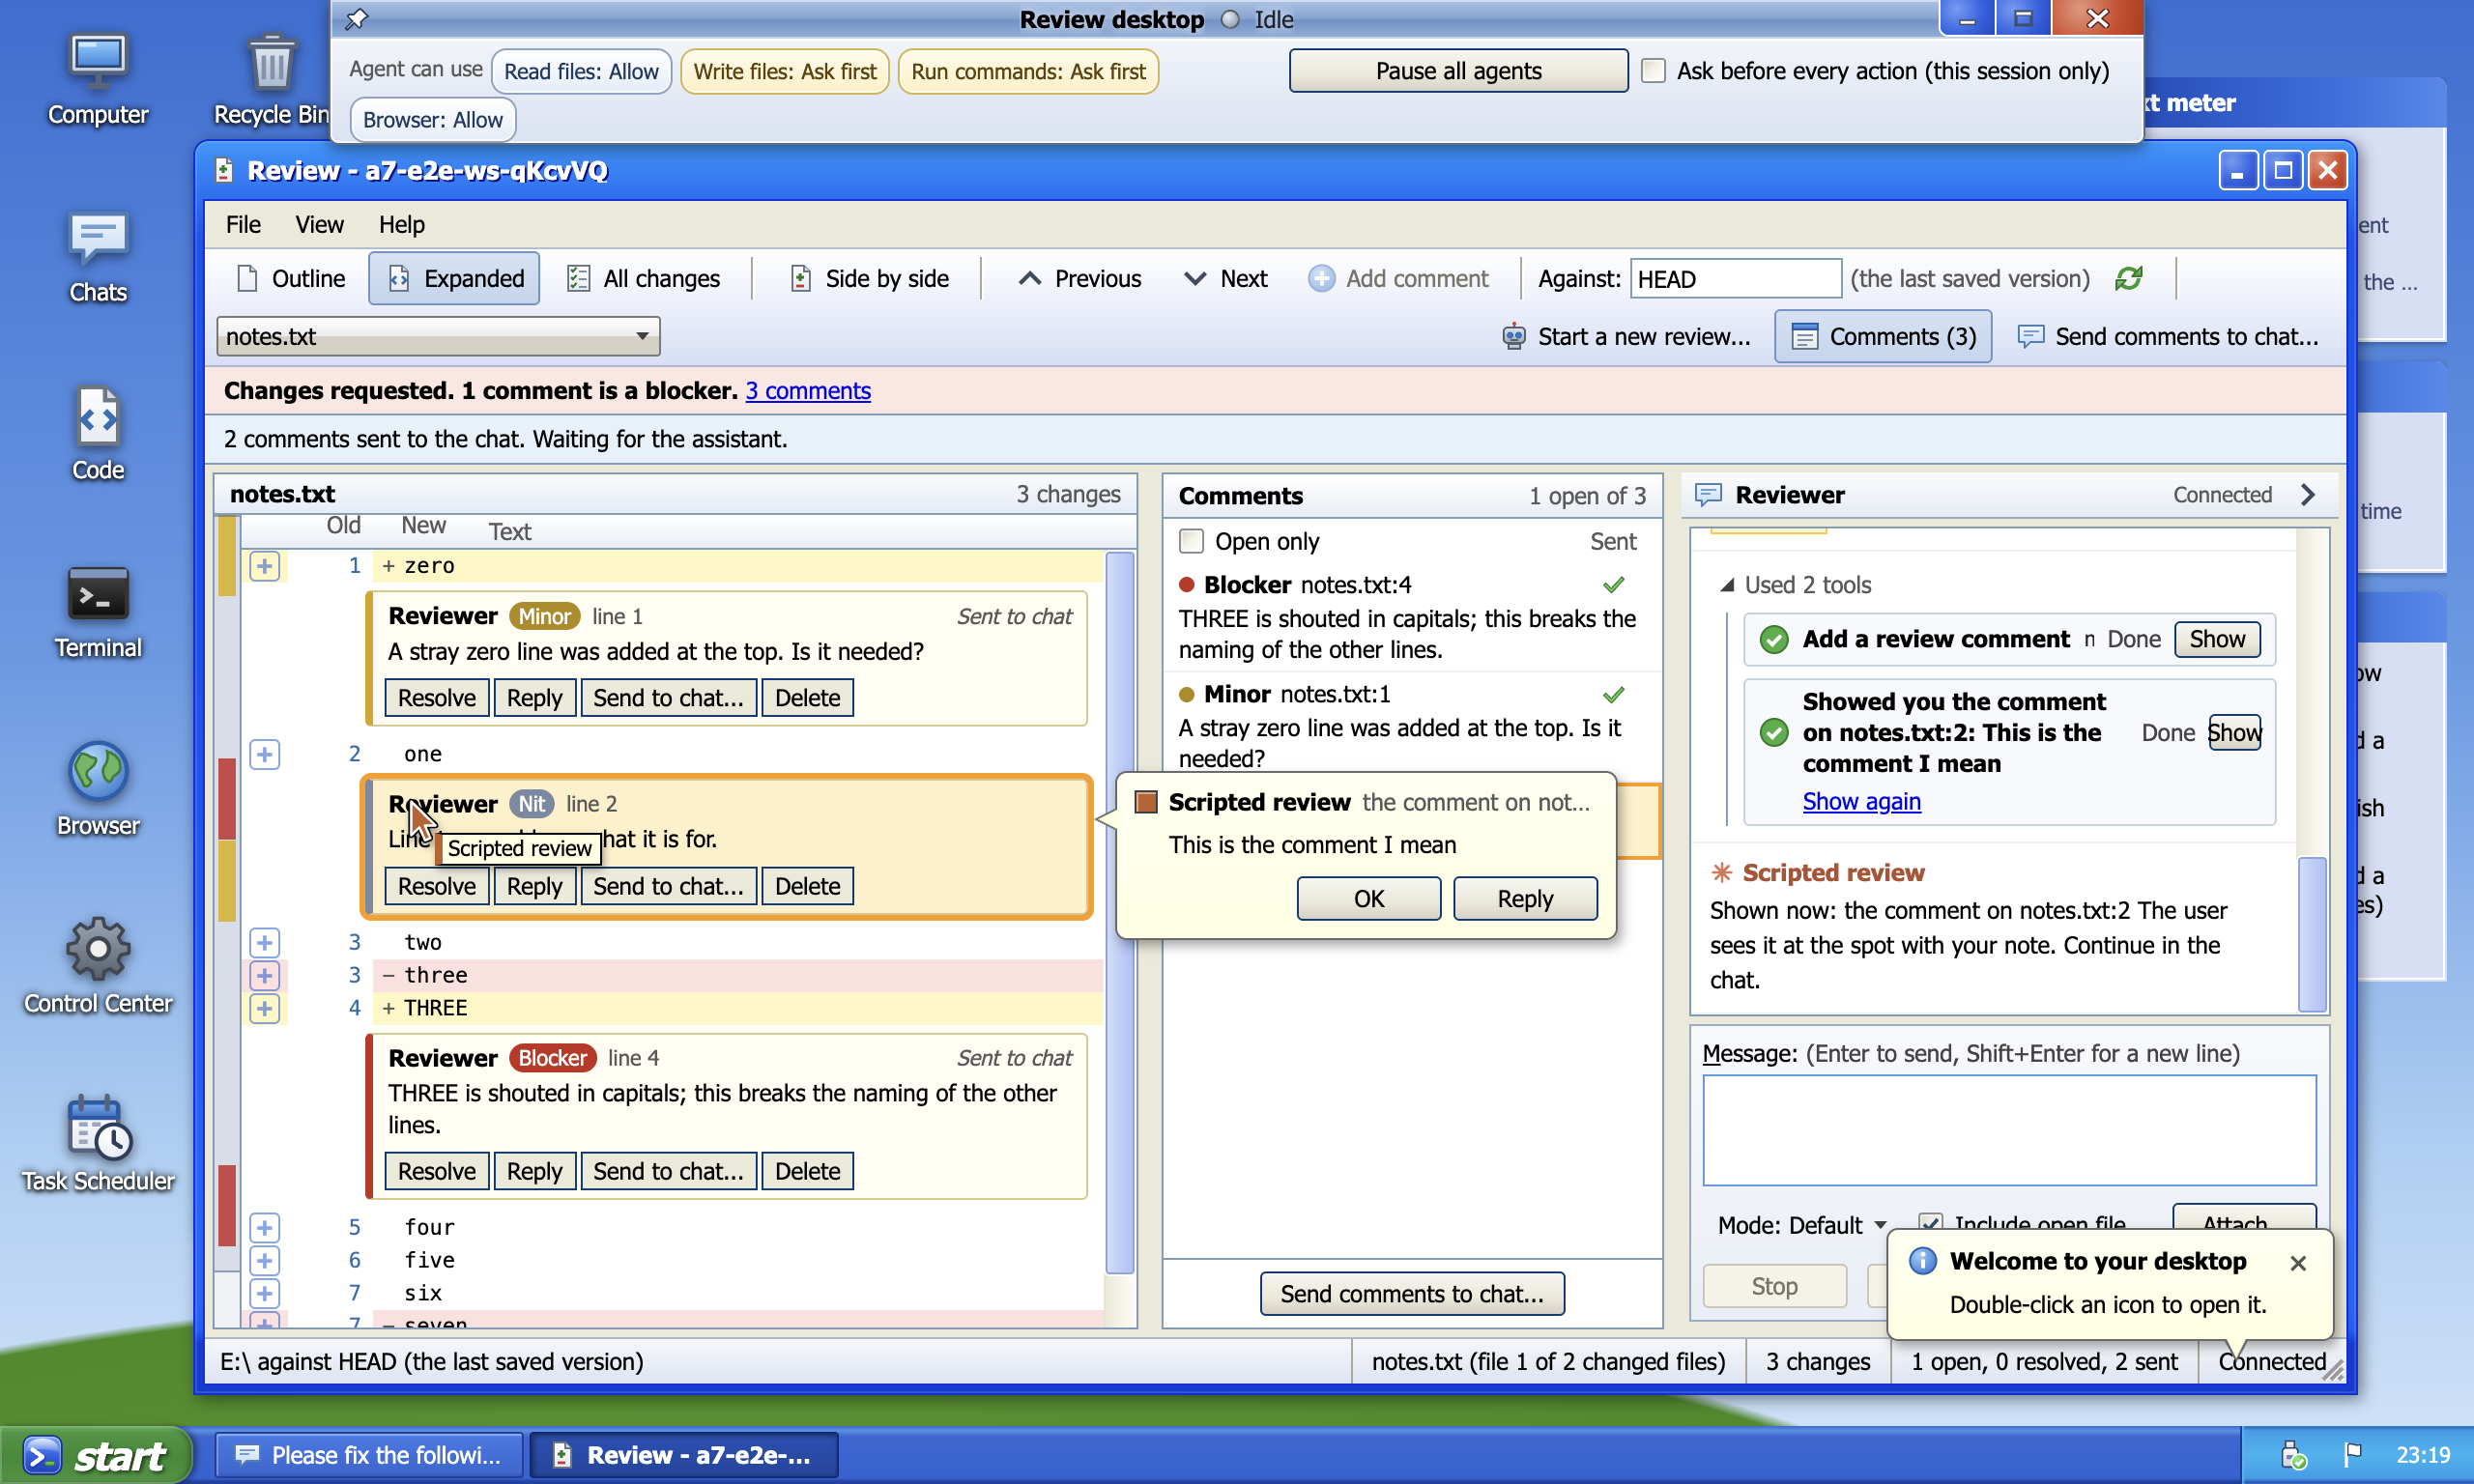 Review desktop Idle
Agent can use Read files: Allow Write files: Ask first Run commands: Ask first Pause all agents Ask before every action (this session only)
Browser: Allow
Computer
Recycle Bin
Chats
Code
Terminal
Browser
Control Center
Task Scheduler
Review - a7-e2e-ws-qKcvVQ
File View Help
Outline Expanded All changes Side by side Previous Next Add comment Against: HEAD (the last saved version)
notes.txt Start a new review... Comments (3) Send comments to chat...
Changes requested. 1 comment is a blocker. 3 comments
2 comments sent to the chat. Waiting for the assistant.
notes.txt 3 changes
Old New Text
1 + zero
Reviewer Minor line 1 Sent to chat
A stray zero line was added at the top. Is it needed?
Resolve Reply Send to chat... Delete
2 one
Reviewer Nit line 2
hat it is for.
Scripted review
Resolve Reply Send to chat... Delete
3 two
3 – three
4 + THREE
Reviewer Blocker line 4 Sent to chat
THREE is shouted in capitals; this breaks the naming of the other
lines.
Resolve Reply Send to chat... Delete
5 four
6 five
7 six
7 – seven
Comments 1 open of 3
Open only Sent
Blocker notes.txt:4
THREE is shouted in capitals; this breaks the
naming of the other lines.
Minor notes.txt:1
A stray zero line was added at the top. Is it
needed?
Scripted review the comment on not...
This is the comment I mean
OK Reply
Send comments to chat...
Reviewer Connected
Used 2 tools
Add a review comment n Done Show
Showed you the comment
on notes.txt:2: This is the
comment I mean
Done Show
Show again
Scripted review
Shown now: the comment on notes.txt:2 The user
sees it at the spot with your note. Continue in the
chat.
Message: (Enter to send, Shift+Enter for a new line)
Mode: Default Include open file Attach
Stop
Welcome to your desktop
Double-click an icon to open it.
E:\ against HEAD (the last saved version) notes.txt (file 1 of 2 changed files) 3 changes 1 open, 0 resolved, 2 sent Connected
xt meter
ent
the ...
time
start Please fix the followi... Review - a7-e2e-... 23:19